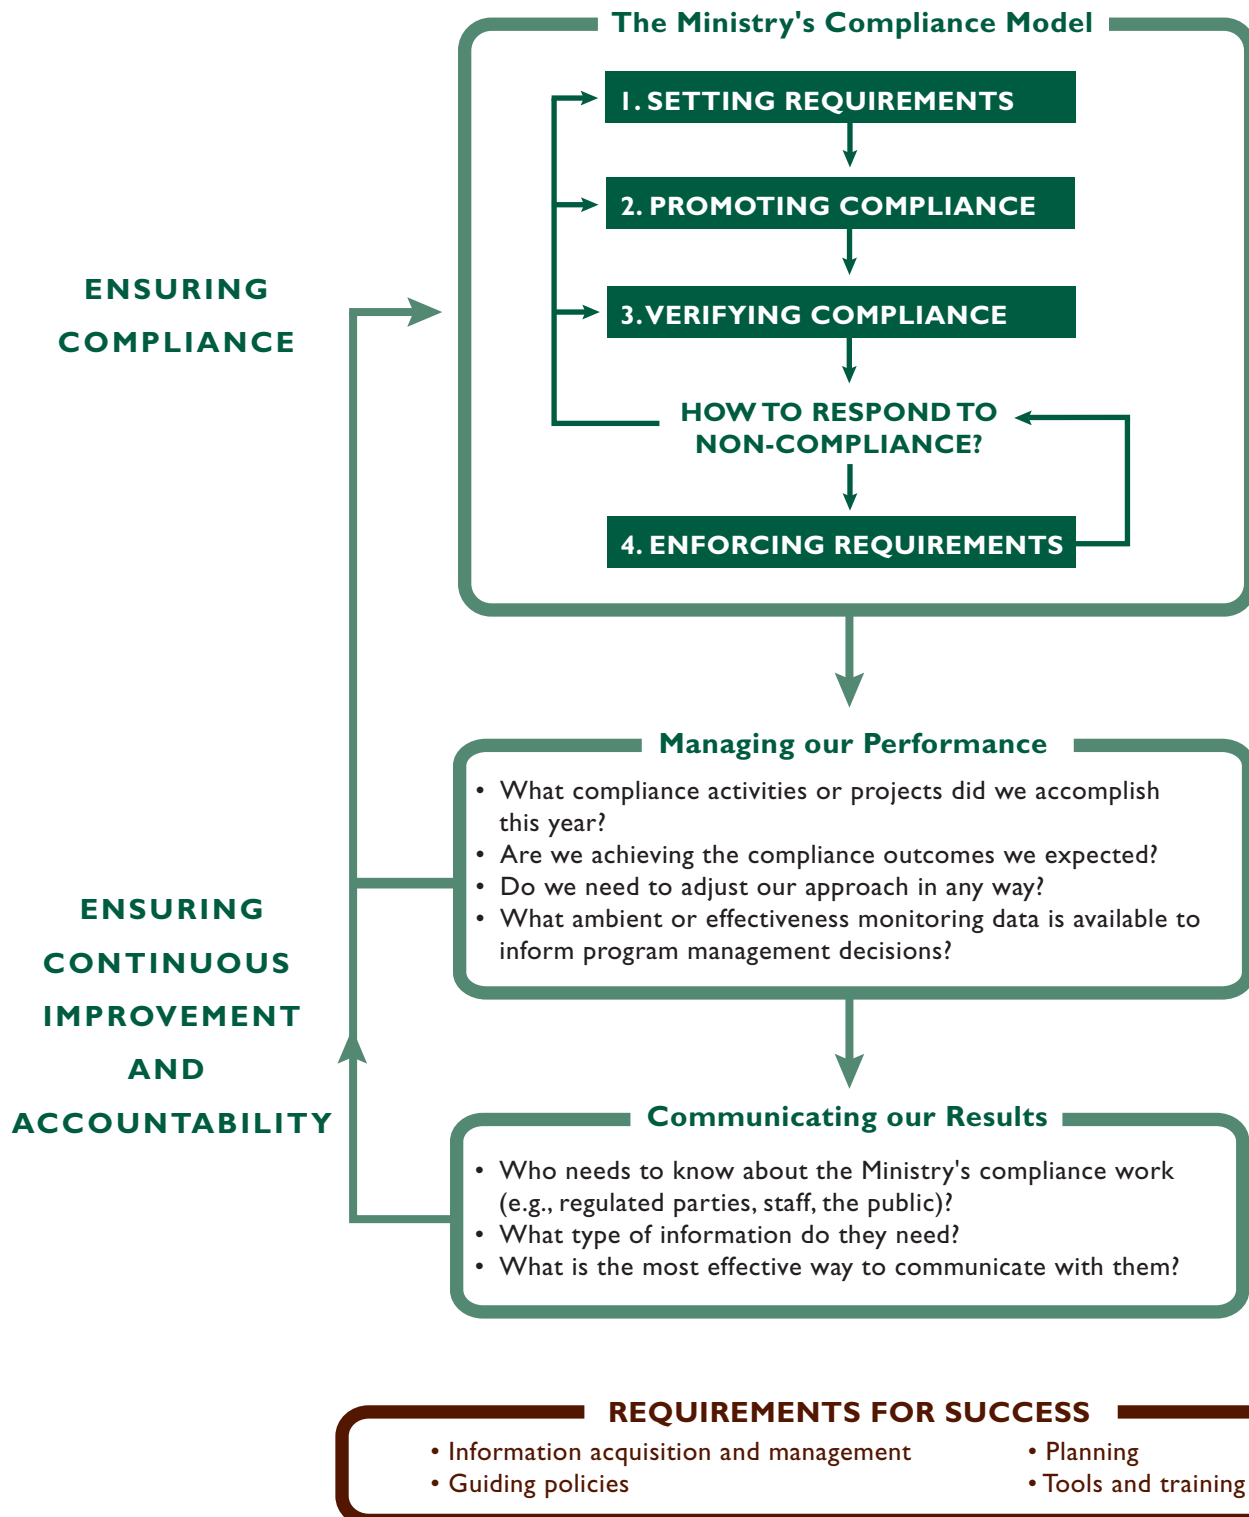 The Ministry's Compliance Model
1. SETTING REQUIREMENTS
2. PROMOTING COMPLIANCE
3. VERIFYING COMPLIANCE
HOW TO RESPOND TO
NON-COMPLIANCE?
4. ENFORCING REQUIREMENTS
ENSURING
COMPLIANCE
Managing our Performance
• What compliance activities or projects did we accomplish
this year?
• Are we achieving the compliance outcomes we expected?
• Do we need to adjust our approach in any way?
• What ambient or effectiveness monitoring data is available to
inform program management decisions?
ENSURING
CONTINUOUS
IMPROVEMENT
AND
ACCOUNTABILITY
Communicating our Results
• Who needs to know about the Ministry's compliance work
(e.g., regulated parties, staff, the public)?
• What type of information do they need?
• What is the most effective way to communicate with them?
REQUIREMENTS FOR SUCCESS
• Information acquisition and management
• Guiding policies
• Planning
• Tools and training